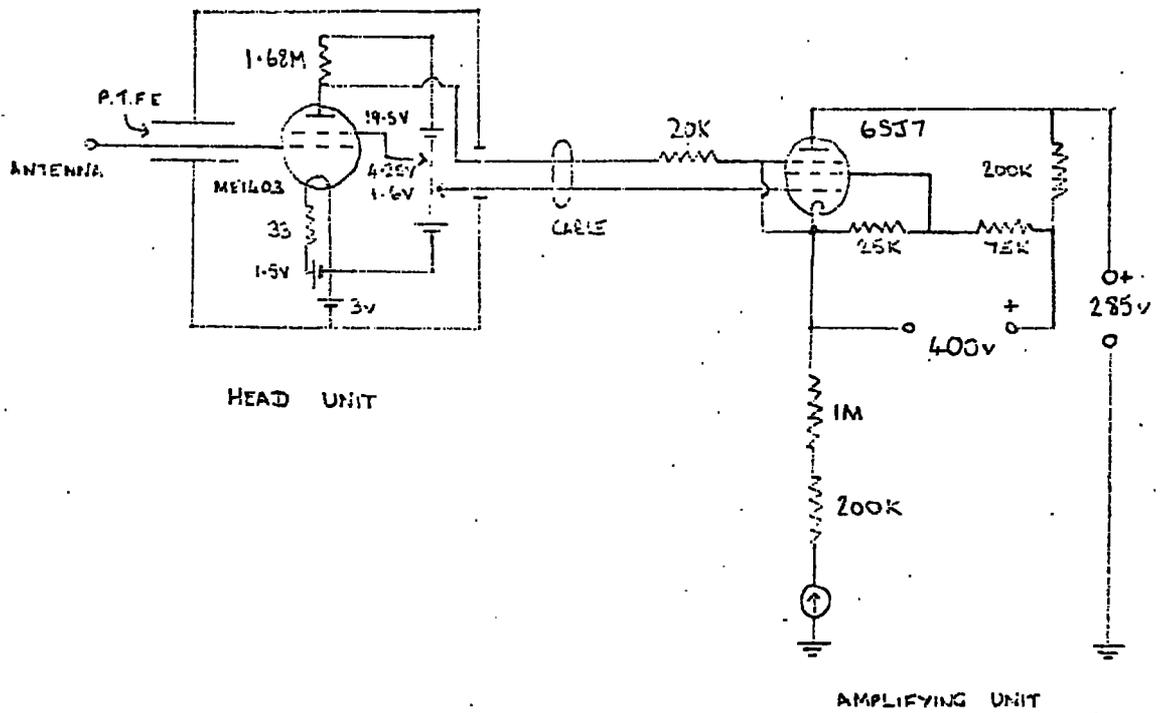 1.68M
P.T.F.E
19.5V
ANTENNA
ME1403
4.25V
1.6V
33
1.5V
3V
HEAD UNIT
20K
6SJ7
200K
CABLE
25K
75K
+
+
285V
400V
1M
200K
AMPLIFYING UNIT